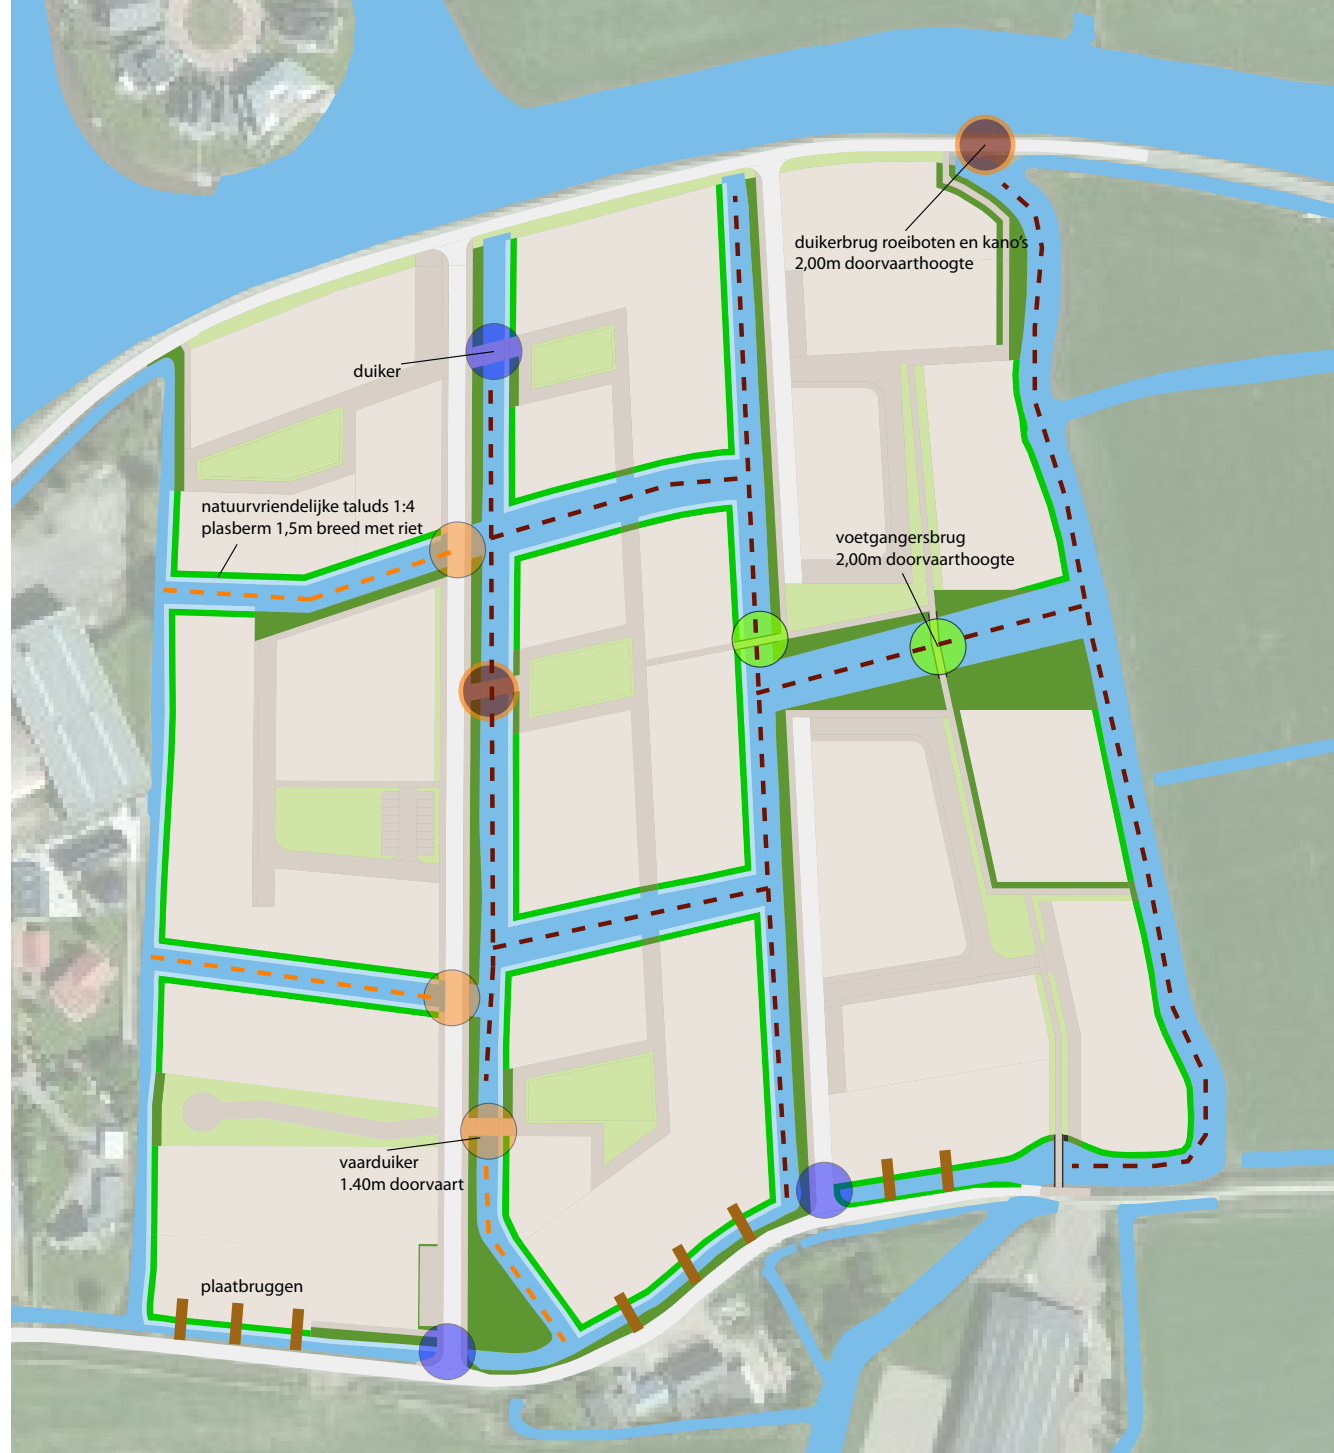 duikerbrug roeiboten en kano's
2,00m doorvaarthoogte
duiker
natuurvriendelijke taluds 1:4
plasberm 1,5m breed met riet
voetgangersbrug
2,00m doorvaarthoogte
vaarduiker
1.40m doorvaart
plaatbruggen